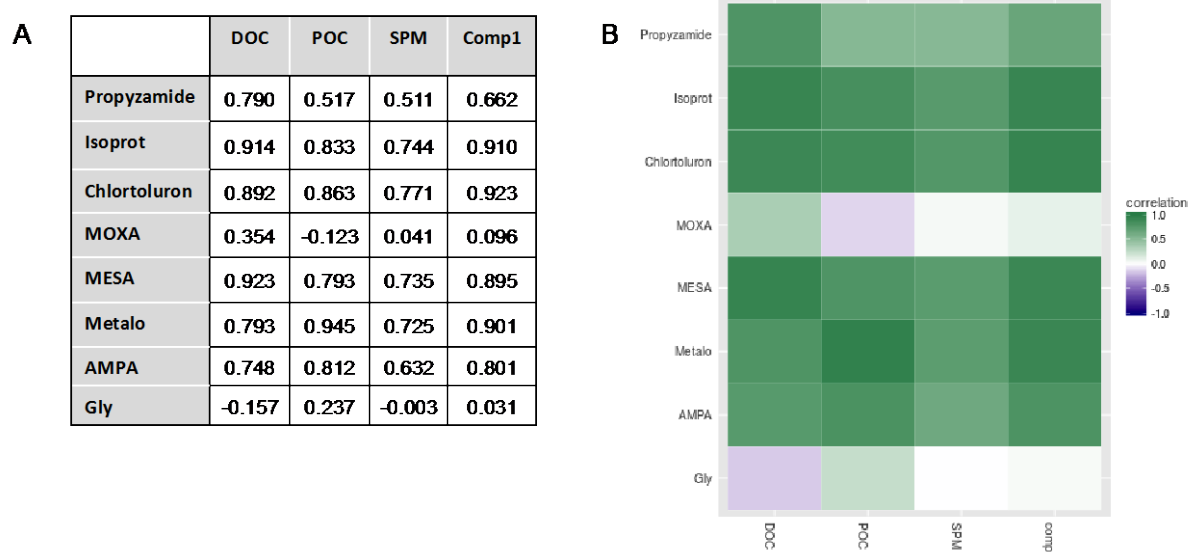 A
DOC POC SPM Comp1
Propyzamide 0.790 0.517 0.511 0.662
Isoprot 0.914 0.833 0.744 0.910
Chlortoluron 0.892 0.863 0.771 0.923
MOXA 0.354 -0.123 0.041 0.096
MESA 0.923 0.793 0.735 0.895
Metalo 0.793 0.945 0.725 0.901
AMPA 0.748 0.812 0.632 0.801
Gly -0.157 0.237 -0.003 0.031
B
Propyzamide
Isoprot
Chlortoluron
MOXA
MESA
Metalo
AMPA
Gly
DOC POC SPM comp
correlation
1.0
0.5
0.0
-0.5
-1.0